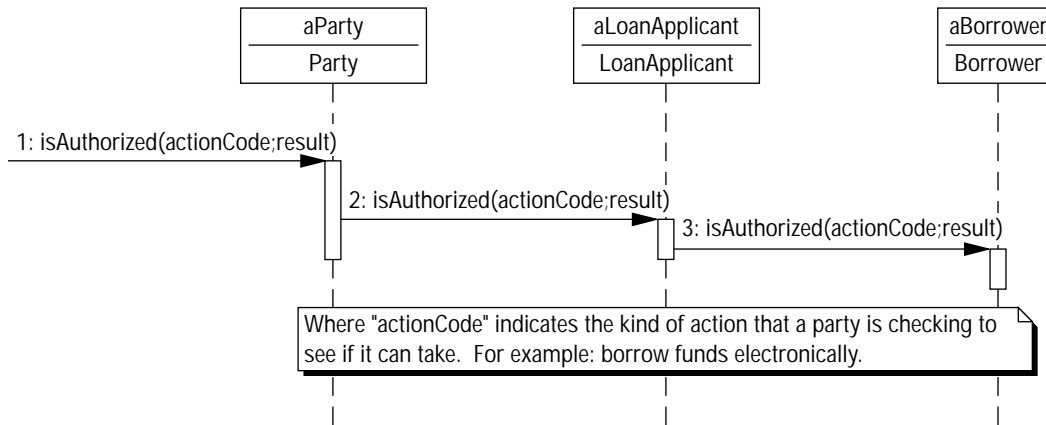 aParty
Party
aLoanApplicant
LoanApplicant
aBorrower
Borrower
1: isAuthorized(actionCode;result)
2: isAuthorized(actionCode;result)
3: isAuthorized(actionCode;result)
Where "actionCode" indicates the kind of action that a party is checking to
see if it can take. For example: borrow funds electronically.